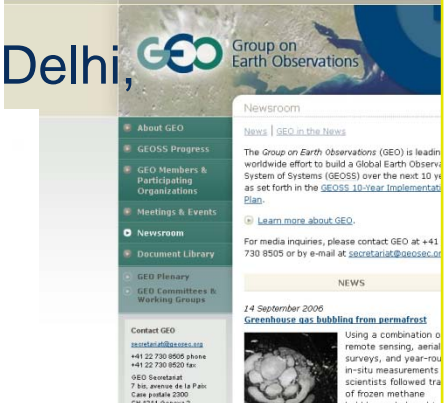 Delhi,
GEO Group on
Earth Observations
About GEO
GEOSS Progress
GEO Members &
Participating
Organizations
Meetings & Events
Newsroom
Document Library
GEO Plenary
GEO Committees &
Working Groups
Contact GEO
secretariat@geosec.org
+41 22 730 8505 phone
+41 22 730 8520 fax
GEO Secretariat
7 bis, avenue de la Paix
Case postale 2300
Newsroom
News | GEO in the News
The Group on Earth Observations (GEO) is leadin
worldwide effort to build a Global Earth Observa
System of Systems (GEOSS) over the next 10 ye
as set forth in the GEOSS 10-Year Implementati
Plan.
Learn more about GEO.
For media inquiries, please contact GEO at +41
730 8505 or by e-mail at secretariat@geosec.or
NEWS
14 September 2006
Greenhouse gas bubbling from permafrost
Using a combination o
remote sensing, aerial
surveys, and year-rou
in-situ measurements
scientists followed tra
of frozen methane